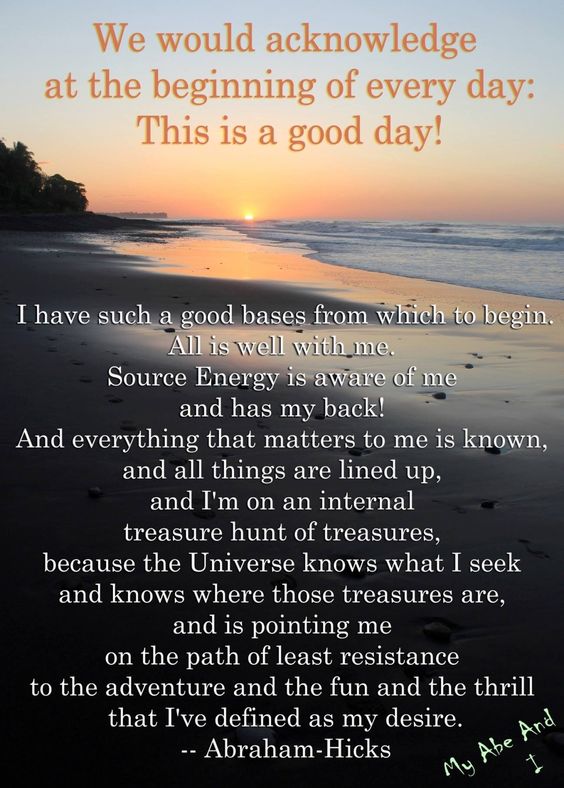 We would acknowledge
at the beginning of every day:
This is a good day!
I have such a good bases from which to begin.
All is well with me.
Source Energy is aware of me
and has my back!
And everything that matters to me is known,
and all things are lined up,
and I'm on an internal
treasure hunt of treasures,
because the Universe knows what I seek
and knows where those treasures are,
and is pointing me
on the path of least resistance
to the adventure and the fun and the thrill
that I've defined as my desire.
-- Abraham-Hicks
My Abe And
I